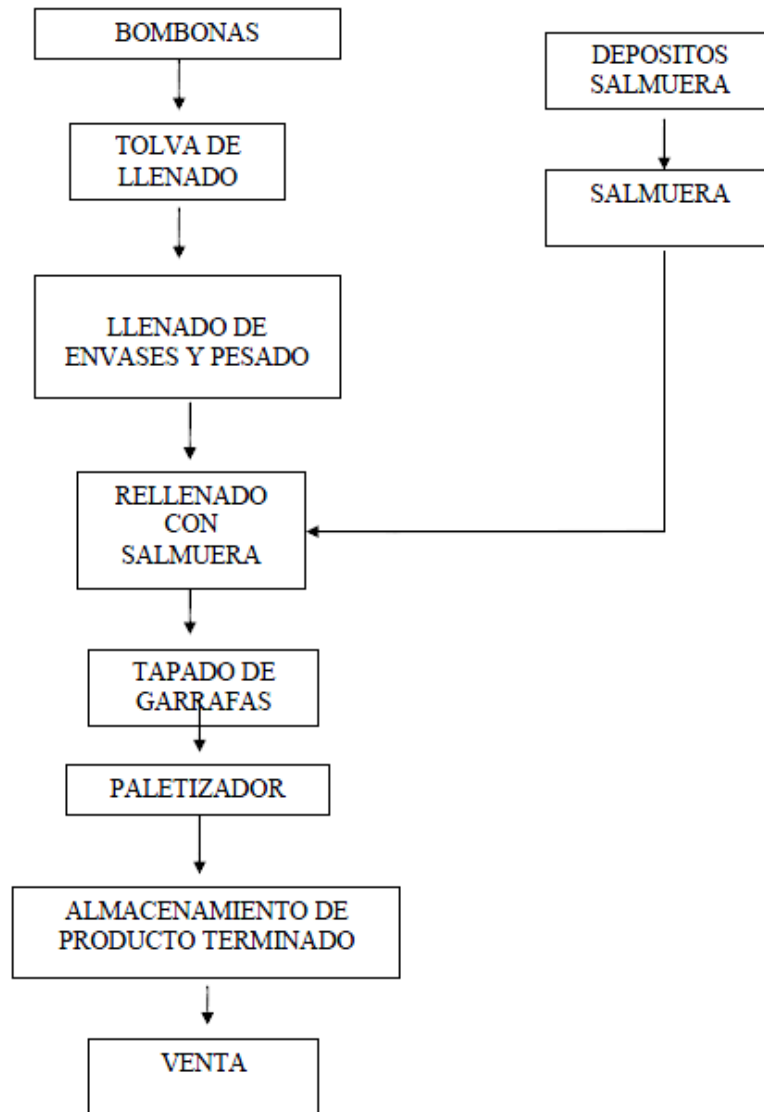 BOMBONAS
DEPOSITOS
SALMUERA
TOLVA DE
LLENADO
SALMUERA
LLENADO DE
ENVASES Y PESADO
RELLENADO
CON
SALMUERA
TAPADO DE
GARRAFAS
PALETIZADOR
ALMACENAMIENTO DE
PRODUCTO TERMINADO
VENTA